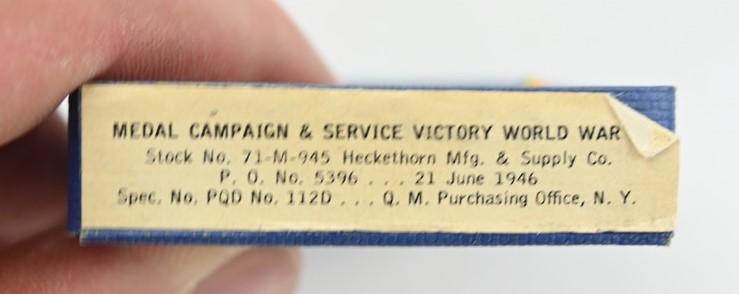 MEDAL CAMPAIGN & SERVICE VICTORY WORLD WAR
Stock No. 71-M-945 Heckethorn Mfg. & Supply Co.
P. O. No. 5396 . . . 21 June 1946
Spec. No. PQD No. 112D . . . Q. M. Purchasing Office, N. Y.